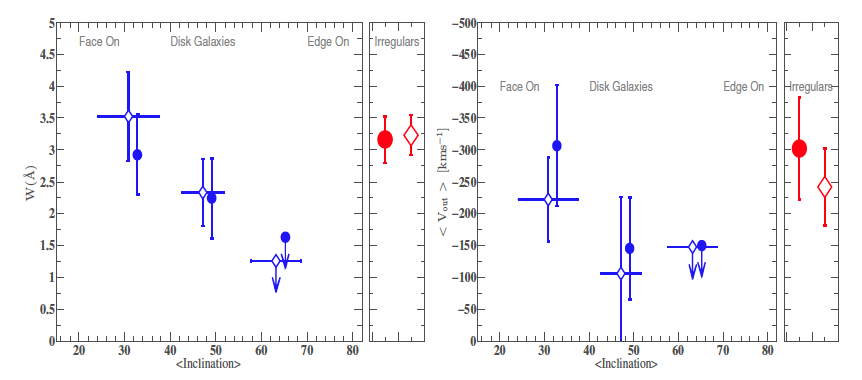 5
4.5
4
3.5
3
2.5
2
1.5
1
0.5
0
W(Å)
Face On Disk Galaxies Edge On Irregulars
20 30 40 50 60 70 80
<Inclination>
−500
−450
−400
−350
−300
−250
−200
−150
−100
−50
0
< Vout > [kms−1]
Face On Disk Galaxies Edge On Irregulars
20 30 40 50 60 70 80
<Inclination>